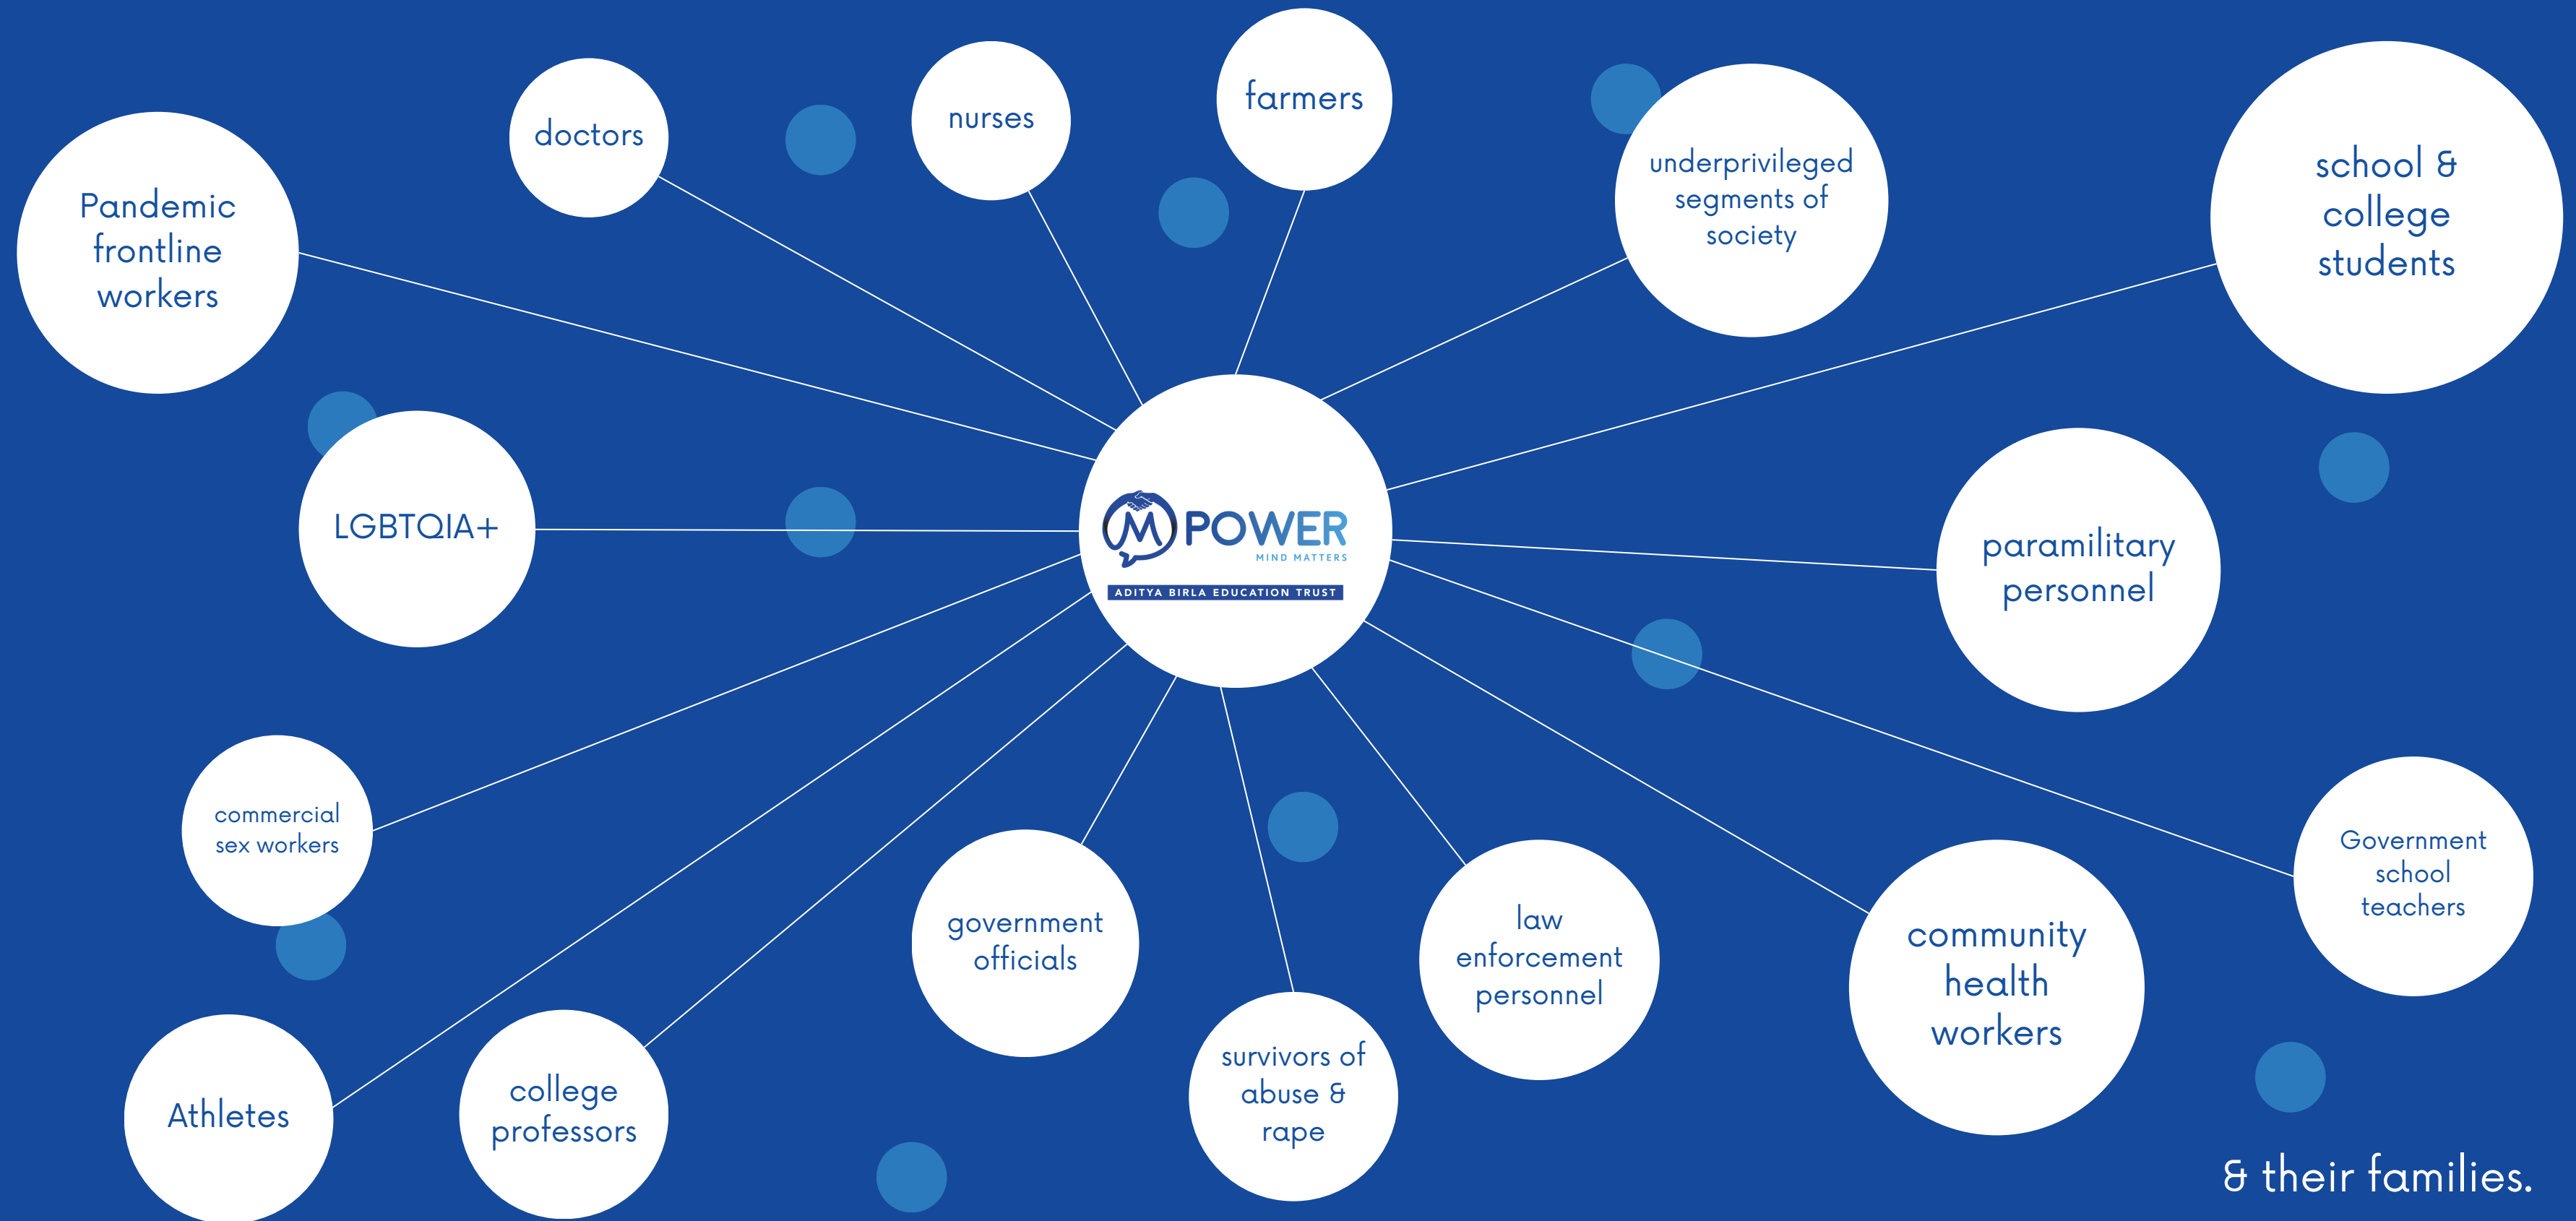 Pandemic
frontline
workers
doctors
nurses
farmers
underprivileged
segments of
society
school &
college
students
LGBTQIA+
M POWER
MIND MATTERS
ADITYA BIRLA EDUCATION TRUST
paramilitary
personnel
commercial
sex workers
Athletes
college
professors
government
officials
survivors of
abuse &
rape
law
enforcement
personnel
community
health
workers
Government
school
teachers
& their families.